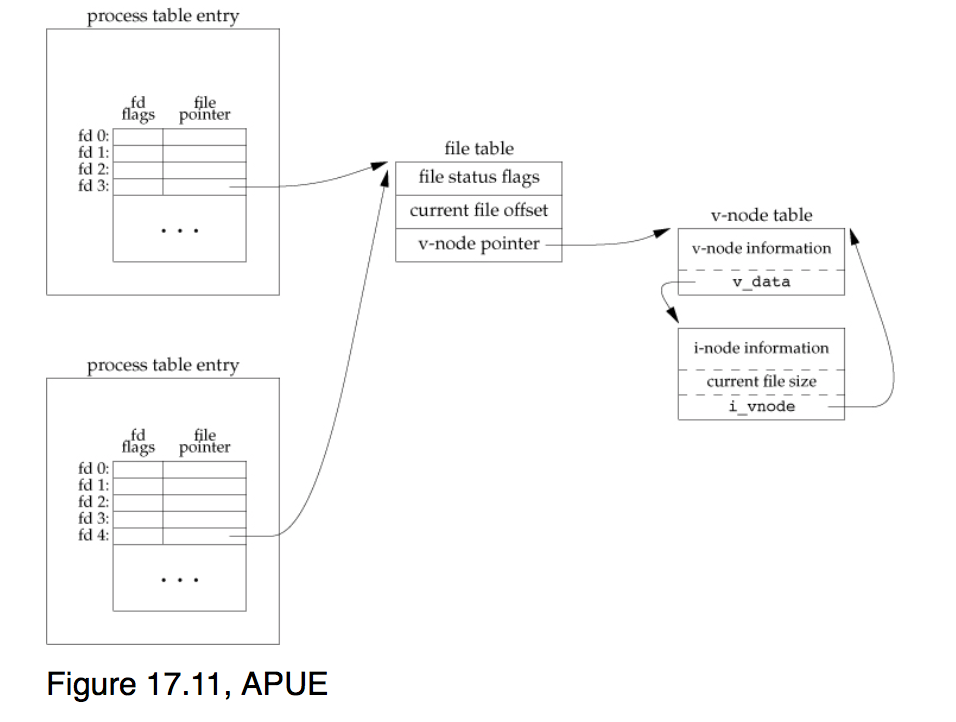 process table entry
fd
flags
file
pointer
fd 0:
fd 1:
fd 2:
fd 3:
. . .
file table
file status flags
current file offset
v-node pointer
v-node table
v-node information
v_data
i-node information
current file size
i_vnode
process table entry
fd
flags
file
pointer
fd 0:
fd 1:
fd 2:
fd 3:
fd 4:
. . .
Figure 17.11, APUE